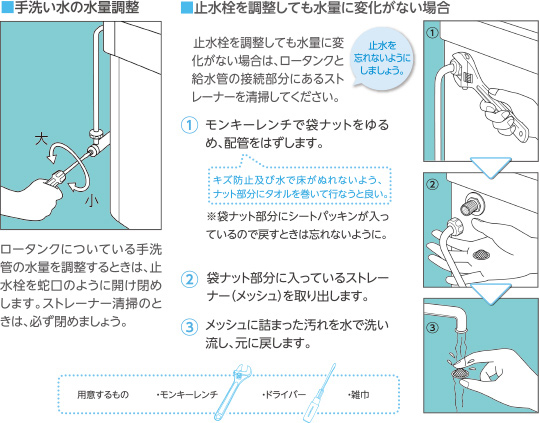 ■手洗い水の水量調整
大
小
ロータンクについている手洗
管の水量を調整するときは、止
水栓を蛇口のように開け閉め
します。ストレーナー清掃のと
きは、必ず閉めましょう。
■止水栓を調整しても水量に変化がない場合
止水栓を調整しても水量に変
化がない場合は、ロータンクと
給水管の接続部分にあるスト
レーナーを清掃してください。
止水を
忘れないように
しましょう。
① モンキーレンチで袋ナットをゆる
め、配管をはずします。
キズ防止及び水で床がぬれないよう、
ナット部分にタオルを巻いて行なうと良い。
※袋ナット部分にシートパッキンが入っ
ているので戻すときは忘れないように。
② 袋ナット部分に入っているストレー
ナー（メッシュ）を取り出します。
③ メッシュに詰まった汚れを水で洗い
流し、元に戻します。
①
②
③
用意するもの ・モンキーレンチ ・ドライバー ・雑巾